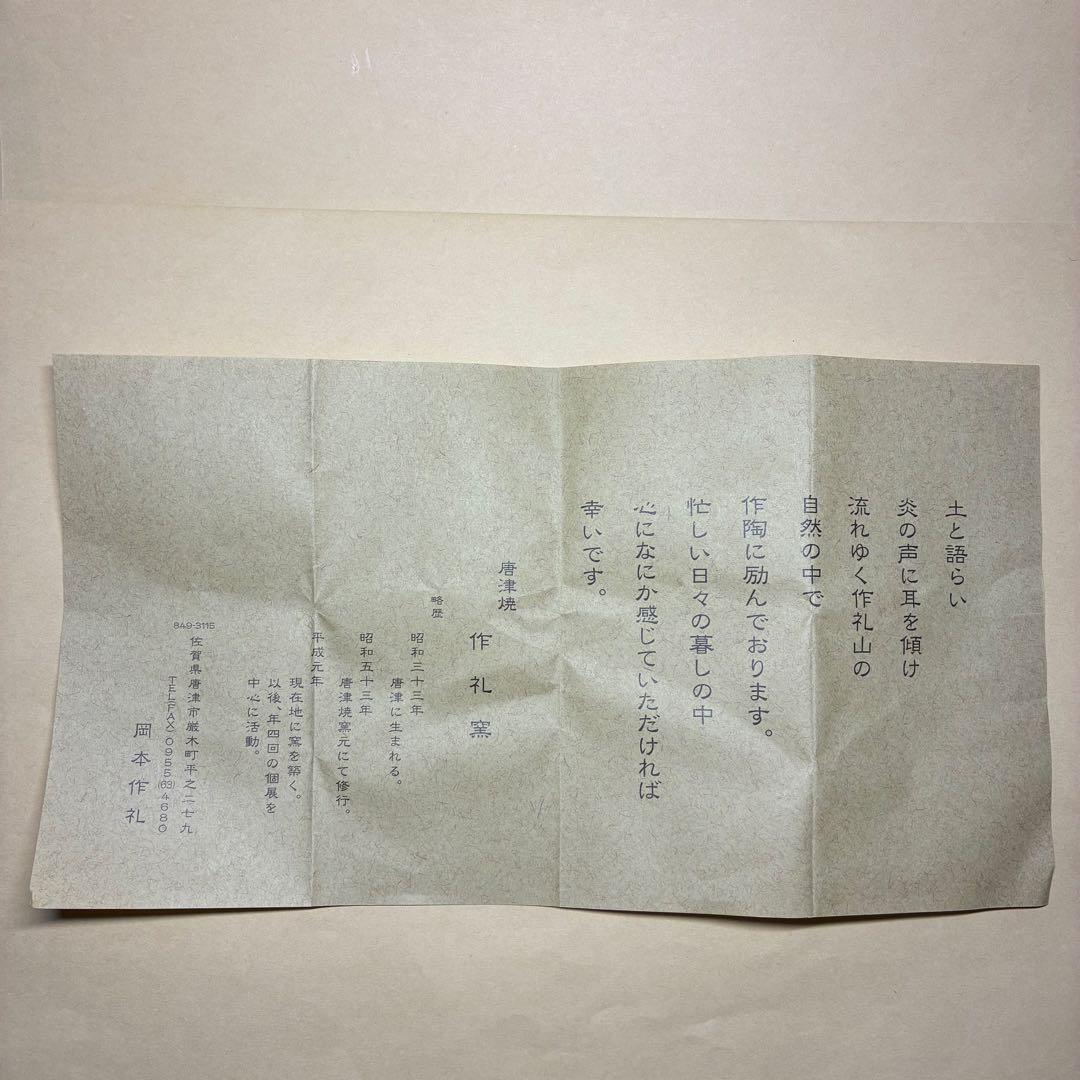 土と語らい
炎の声に耳を傾け
流れゆく作礼山の
自然の中で
作陶に励んでおります。
忙しい日々の暮しの中
心になにか感じていただければ
幸いです。
唐津焼
作礼窯
略歴
昭和三十三年
唐津に生まれる。
昭和五十三年
唐津焼窯元にて修行。
平成元年
現在地に窯を築く。
以後、年四回の個展を
中心に活動。
849-3115
佐賀県唐津市厳木町平之二七九
TEL(FAX)0955(63)4680
岡本作礼